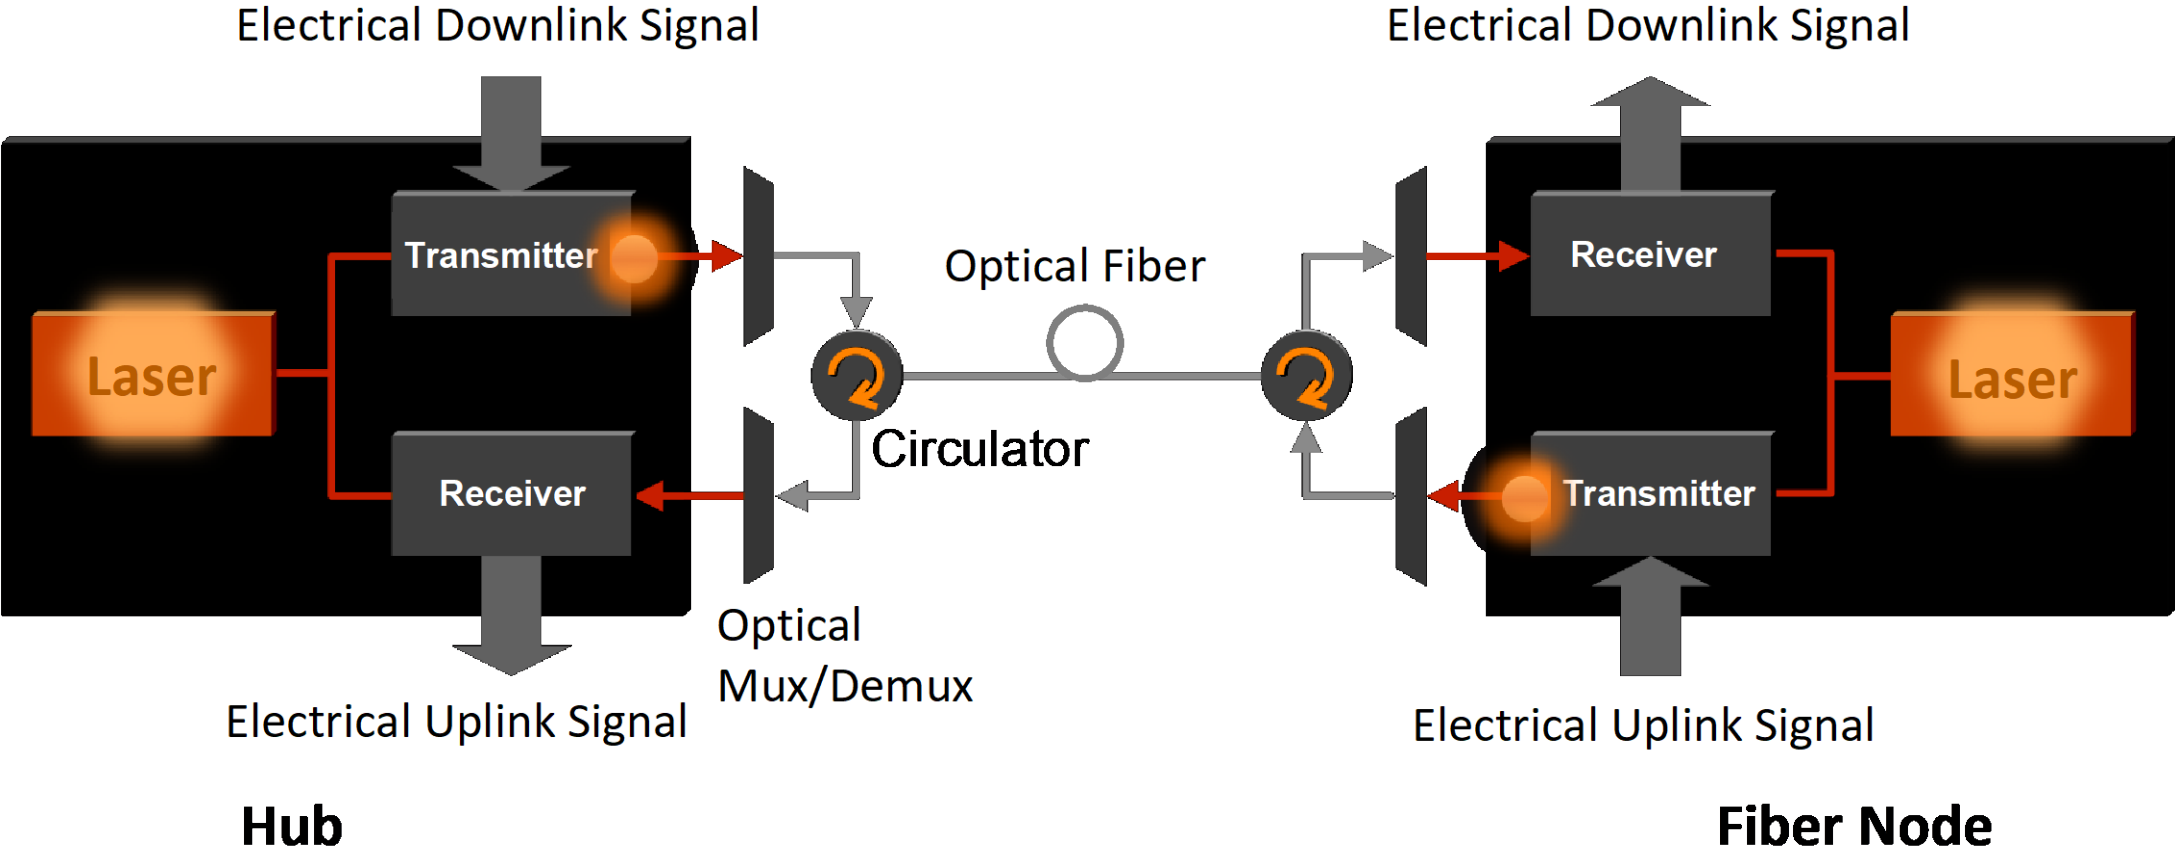 Electrical Downlink Signal
Electrical Downlink Signal
Transmitter
Receiver
Optical Fiber
Laser
Laser
Circulator
Receiver
Transmitter
Optical
Mux/Demux
Electrical Uplink Signal
Electrical Uplink Signal
Hub
Fiber Node